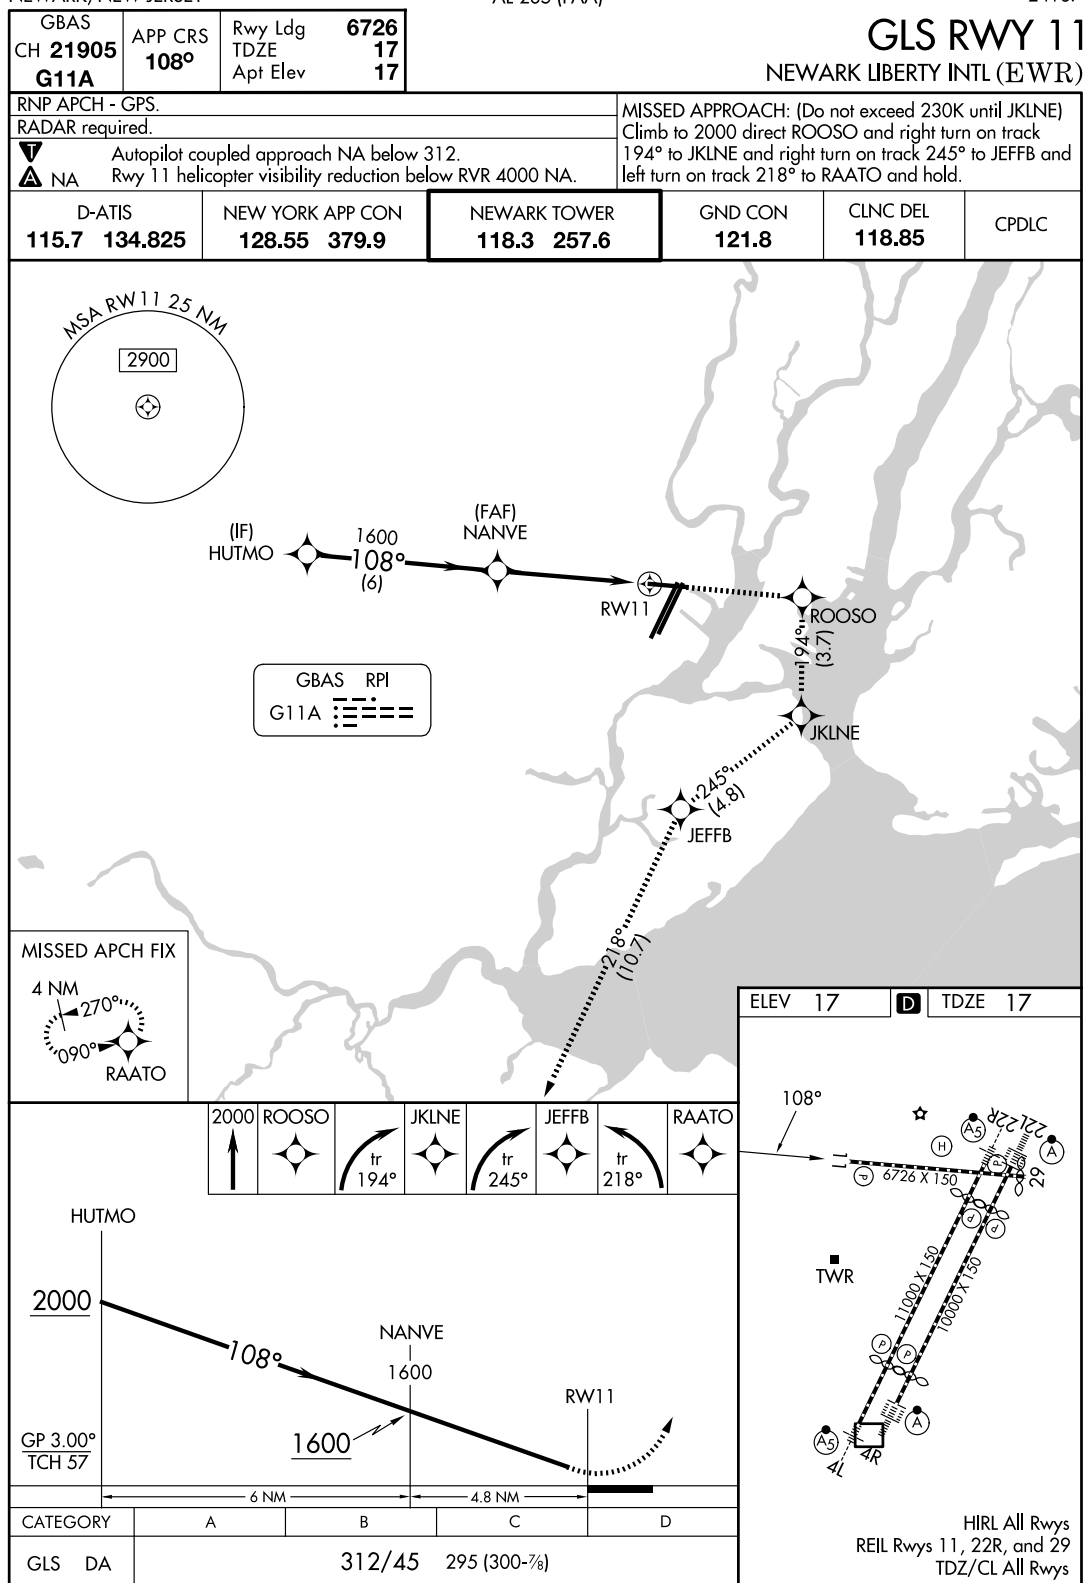 GBAS
CH 21905
G11A
APP CRS
108°
Rwy Ldg 6726
TDZE 17
Apt Elev 17
GLS RWY 11
NEWARK LIBERTY INTL (EWR)
RNP APCH - GPS.
RADAR required.
T
A NA
Autopilot coupled approach NA below 312.
Rwy 11 helicopter visibility reduction below RVR 4000 NA.
MISSED APPROACH: (Do not exceed 230K until JKLNE)
Climb to 2000 direct ROOSO and right turn on track
194° to JKLNE and right turn on track 245° to JEFFB and
left turn on track 218° to RAATO and hold.
D-ATIS
115.7 134.825
NEW YORK APP CON
128.55 379.9
NEWARK TOWER
118.3 257.6
GND CON
121.8
CLNC DEL
118.85
CPDLC
MSA RW11 25 NM
2900
(IF)
HUTMO
1600
108°
(6)
(FAF)
NANVE
RW11
ROOSO
194°
(3.7)
JKLNE
GBAS RPI
G11A
245°
(4.8)
JEFFB
218°
(10.7)
MISSED APCH FIX
4 NM
270°
090°
RAATO
ELEV 17 D TDZE 17
108°
11
6726 X 150
29
22R
22L
A5
A
H
P
P
P
P
11000 X 150
10000 X 150
TWR
P
P
A5
A
4L
4R
HIRL All Rwys
REIL Rwys 11, 22R, and 29
TDZ/CL All Rwys
2000
ROOSO
tr
194°
JKLNE
tr
245°
JEFFB
tr
218°
RAATO
HUTMO
2000
108°
NANVE
1600
1600
RW11
GP 3.00°
TCH 57
6 NM
4.8 NM
CATEGORY A B C D
GLS DA 312/45 295 (300-⅞)